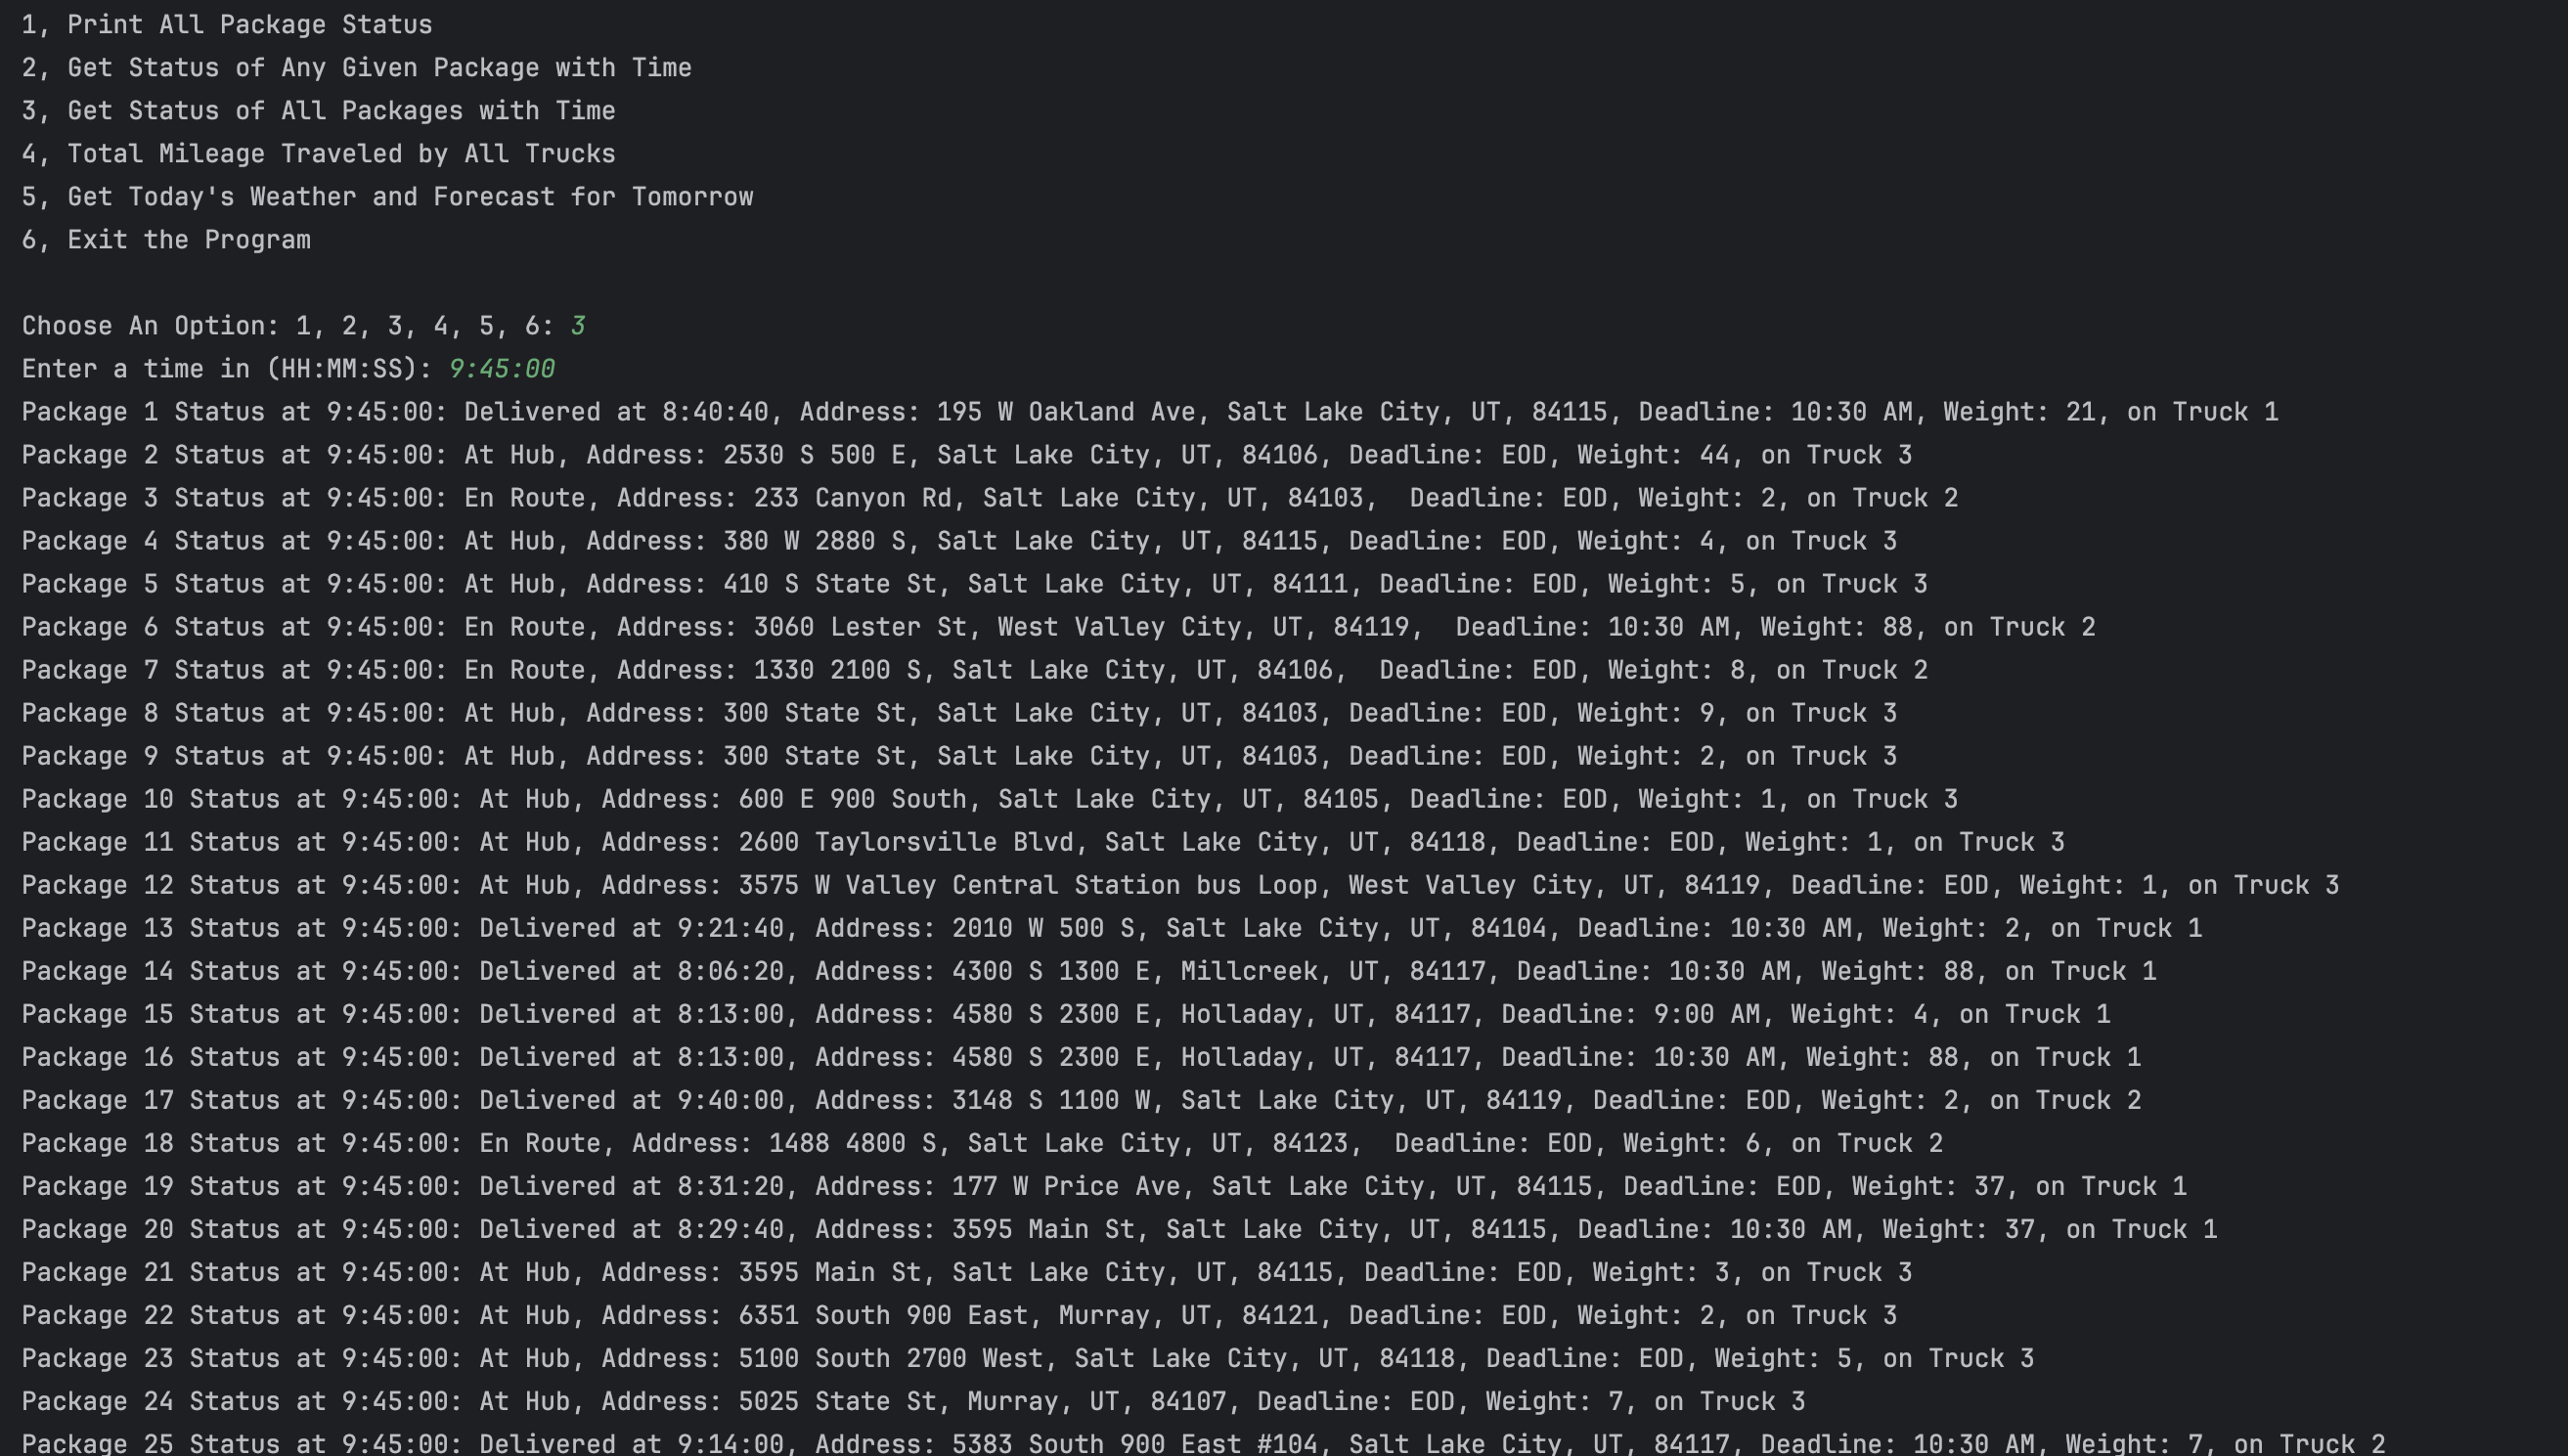 1, Print All Package Status
2, Get Status of Any Given Package with Time
3, Get Status of All Packages with Time
4, Total Mileage Traveled by All Trucks
5, Get Today's Weather and Forecast for Tomorrow
6, Exit the Program
Choose An Option: 1, 2, 3, 4, 5, 6: 3
Enter a time in (HH:MM:SS): 9:45:00
Package 1 Status at 9:45:00: Delivered at 8:40:40, Address: 195 W Oakland Ave, Salt Lake City, UT, 84115, Deadline: 10:30 AM, Weight: 21, on Truck 1
Package 2 Status at 9:45:00: At Hub, Address: 2530 S 500 E, Salt Lake City, UT, 84106, Deadline: EOD, Weight: 44, on Truck 3
Package 3 Status at 9:45:00: En Route, Address: 233 Canyon Rd, Salt Lake City, UT, 84103,  Deadline: EOD, Weight: 2, on Truck 2
Package 4 Status at 9:45:00: At Hub, Address: 380 W 2880 S, Salt Lake City, UT, 84115, Deadline: EOD, Weight: 4, on Truck 3
Package 5 Status at 9:45:00: At Hub, Address: 410 S State St, Salt Lake City, UT, 84111, Deadline: EOD, Weight: 5, on Truck 3
Package 6 Status at 9:45:00: En Route, Address: 3060 Lester St, West Valley City, UT, 84119,  Deadline: 10:30 AM, Weight: 88, on Truck 2
Package 7 Status at 9:45:00: En Route, Address: 1330 2100 S, Salt Lake City, UT, 84106,  Deadline: EOD, Weight: 8, on Truck 2
Package 8 Status at 9:45:00: At Hub, Address: 300 State St, Salt Lake City, UT, 84103, Deadline: EOD, Weight: 9, on Truck 3
Package 9 Status at 9:45:00: At Hub, Address: 300 State St, Salt Lake City, UT, 84103, Deadline: EOD, Weight: 2, on Truck 3
Package 10 Status at 9:45:00: At Hub, Address: 600 E 900 South, Salt Lake City, UT, 84105, Deadline: EOD, Weight: 1, on Truck 3
Package 11 Status at 9:45:00: At Hub, Address: 2600 Taylorsville Blvd, Salt Lake City, UT, 84118, Deadline: EOD, Weight: 1, on Truck 3
Package 12 Status at 9:45:00: At Hub, Address: 3575 W Valley Central Station bus Loop, West Valley City, UT, 84119, Deadline: EOD, Weight: 1, on Truck 3
Package 13 Status at 9:45:00: Delivered at 9:21:40, Address: 2010 W 500 S, Salt Lake City, UT, 84104, Deadline: 10:30 AM, Weight: 2, on Truck 1
Package 14 Status at 9:45:00: Delivered at 8:06:20, Address: 4300 S 1300 E, Millcreek, UT, 84117, Deadline: 10:30 AM, Weight: 88, on Truck 1
Package 15 Status at 9:45:00: Delivered at 8:13:00, Address: 4580 S 2300 E, Holladay, UT, 84117, Deadline: 9:00 AM, Weight: 4, on Truck 1
Package 16 Status at 9:45:00: Delivered at 8:13:00, Address: 4580 S 2300 E, Holladay, UT, 84117, Deadline: 10:30 AM, Weight: 88, on Truck 1
Package 17 Status at 9:45:00: Delivered at 9:40:00, Address: 3148 S 1100 W, Salt Lake City, UT, 84119, Deadline: EOD, Weight: 2, on Truck 2
Package 18 Status at 9:45:00: En Route, Address: 1488 4800 S, Salt Lake City, UT, 84123,  Deadline: EOD, Weight: 6, on Truck 2
Package 19 Status at 9:45:00: Delivered at 8:31:20, Address: 177 W Price Ave, Salt Lake City, UT, 84115, Deadline: EOD, Weight: 37, on Truck 1
Package 20 Status at 9:45:00: Delivered at 8:29:40, Address: 3595 Main St, Salt Lake City, UT, 84115, Deadline: 10:30 AM, Weight: 37, on Truck 1
Package 21 Status at 9:45:00: At Hub, Address: 3595 Main St, Salt Lake City, UT, 84115, Deadline: EOD, Weight: 3, on Truck 3
Package 22 Status at 9:45:00: At Hub, Address: 6351 South 900 East, Murray, UT, 84121, Deadline: EOD, Weight: 2, on Truck 3
Package 23 Status at 9:45:00: At Hub, Address: 5100 South 2700 West, Salt Lake City, UT, 84118, Deadline: EOD, Weight: 5, on Truck 3
Package 24 Status at 9:45:00: At Hub, Address: 5025 State St, Murray, UT, 84107, Deadline: EOD, Weight: 7, on Truck 3
Package 25 Status at 9:45:00: Delivered at 9:14:00, Address: 5383 South 900 East #104, Salt Lake City, UT, 84117, Deadline: 10:30 AM, Weight: 7, on Truck 2